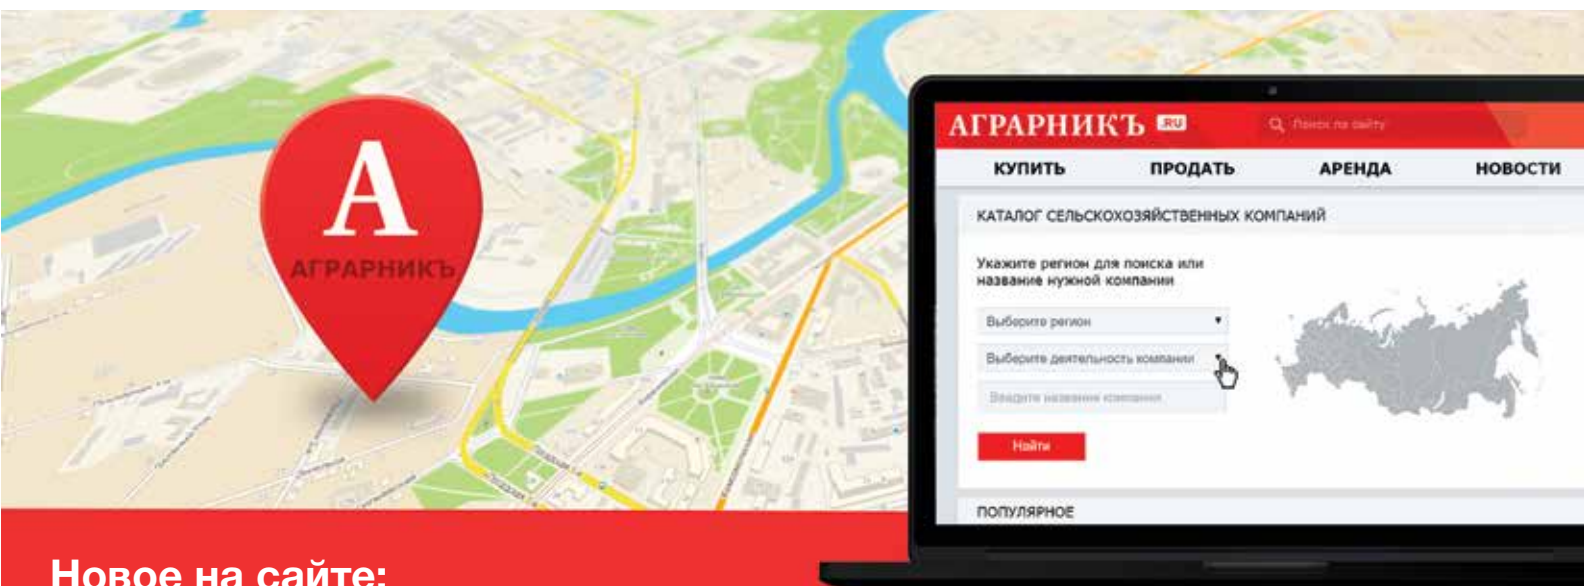 А
АГРАРНИКЪ
АГРАРНИКЪ .RU
Поиск по сайту
КУПИТЬ ПРОДАТЬ АРЕНДА НОВОСТИ
КАТАЛОГ СЕЛЬСКОХОЗЯЙСТВЕННЫХ КОМПАНИЙ
Укажите регион для поиска или
название нужной компании
Выберите регион
Выберите деятельность компании
Введите название компании
Найти
ПОПУЛЯРНОЕ
Новое на сайте: